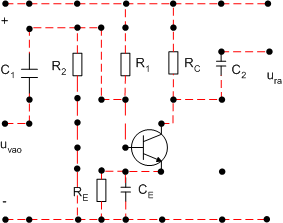 +
C1 R2 R1 RC C2
ura
uvao
RE CE
-